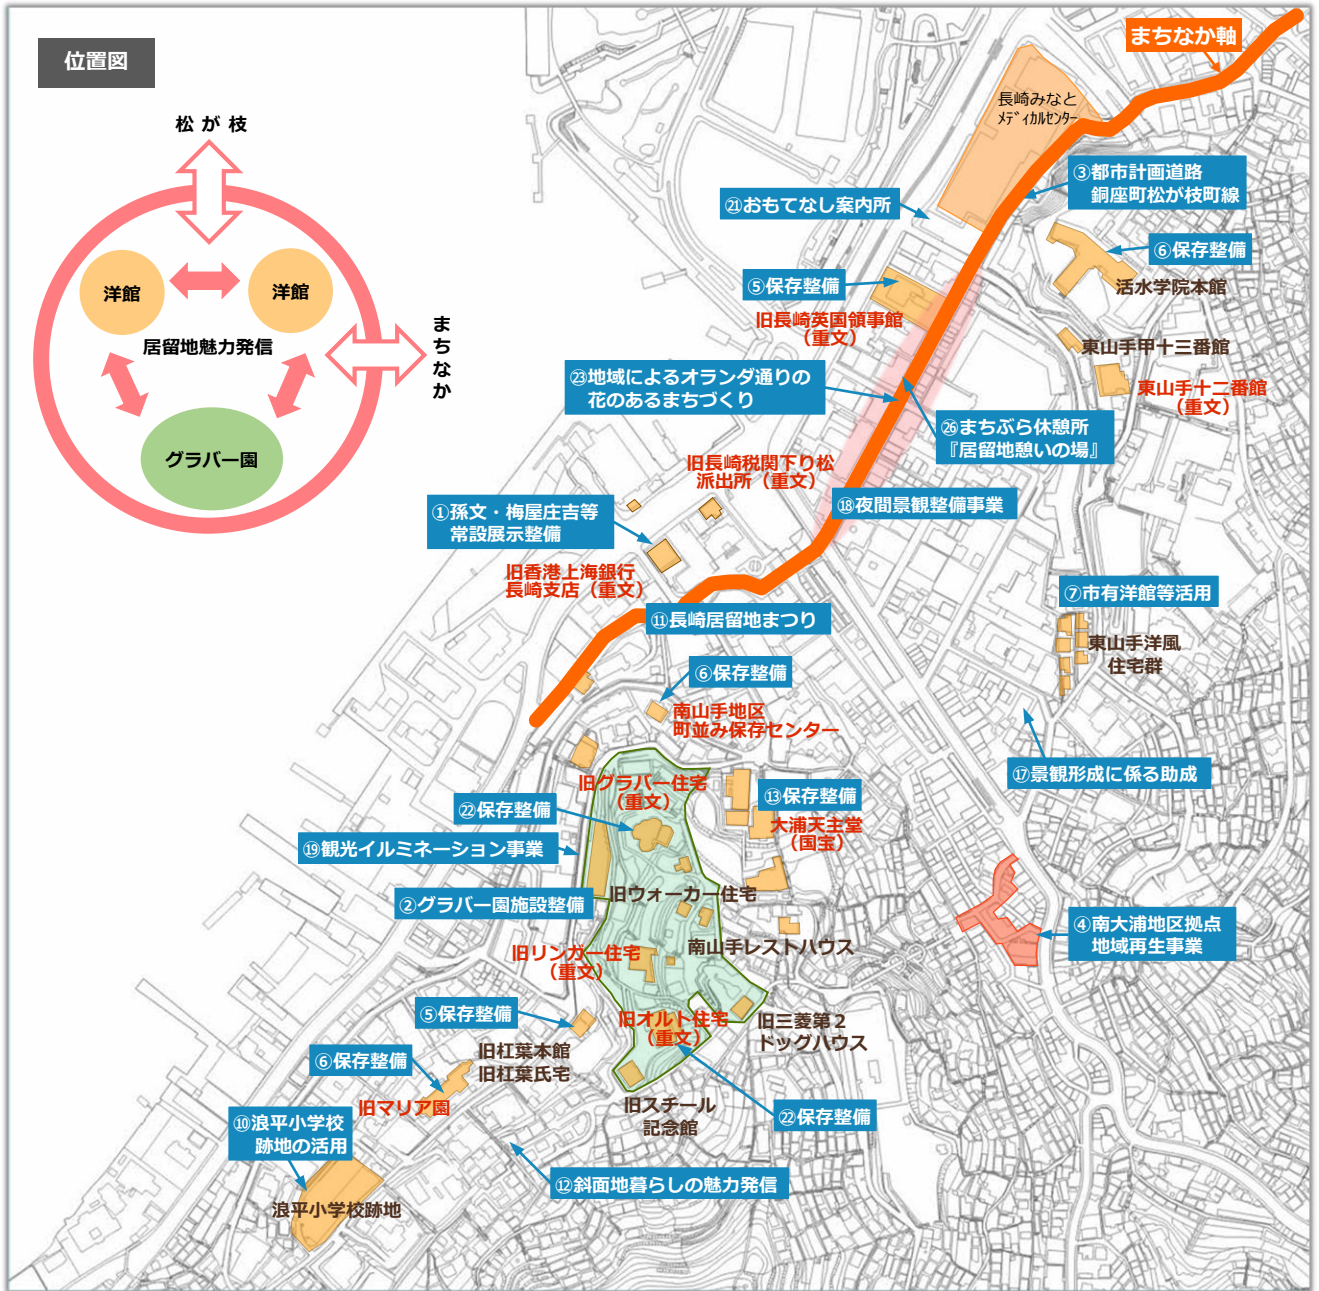 位置図
まちなか軸
松が枝
洋館
洋館
居留地魅力発信
グラバー園
まちなか
長崎みなと
メディカルセンター
③都市計画道路
銅座町松が枝町線
㉑おもてなし案内所
⑥保存整備
活水学院本館
⑤保存整備
旧長崎英国領事館
（重文）
東山手甲十三番館
東山手十二番館
（重文）
㉓地域によるオランダ通りの
花のあるまちづくり
㉖まちぶら休憩所
『居留地憩いの場』
旧長崎税関下り松
派出所（重文）
⑱夜間景観整備事業
①孫文・梅屋庄吉等
常設展示整備
旧香港上海銀行
長崎支店（重文）
⑦市有洋館等活用
⑪長崎居留地まつり
東山手洋風
住宅群
⑥保存整備
南山手地区
町並み保存センター
⑰景観形成に係る助成
旧グラバー住宅
（重文）
⑬保存整備
大浦天主堂
（国宝）
㉒保存整備
⑲観光イルミネーション事業
旧ウォーカー住宅
②グラバー園施設整備
④南大浦地区拠点
地域再生事業
南山手レストハウス
旧リンガー住宅
（重文）
⑤保存整備
旧オルト住宅
（重文）
旧三菱第２
ドッグハウス
旧杠葉本館
旧杠葉氏宅
⑥保存整備
旧マリア園
旧スチール
記念館
㉒保存整備
⑩浪平小学校
跡地の活用
⑫斜面地暮らしの魅力発信
浪平小学校跡地